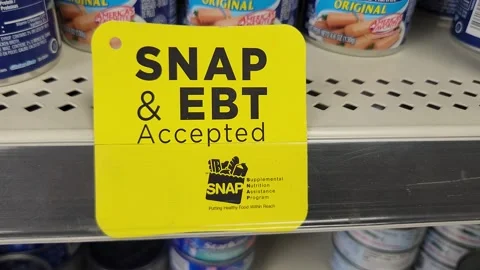 ORIGINAL
ORIGINAL
SNAP
& EBT
Accepted
SNAP
Supplemental
Nutrition
Assistance
Program
Putting Healthy Food Within Reach